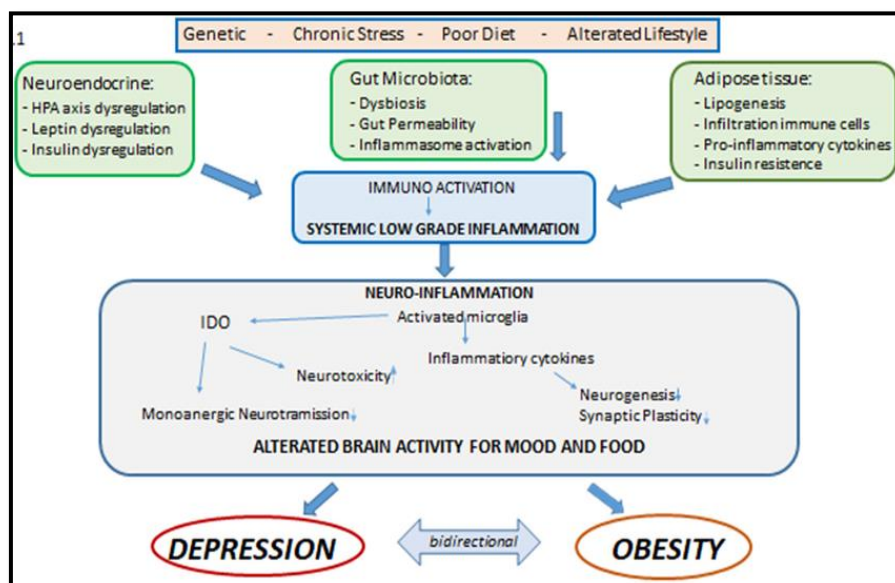 .1
Genetic - Chronic Stress - Poor Diet - Alterated Lifestyle
Neuroendocrine:
- HPA axis dysregulation
- Leptin dysregulation
- Insulin dysregulation
Gut Microbiota:
- Dysbiosis
- Gut Permeability
- Inflammasome activation
Adipose tissue:
- Lipogenesis
- Infiltration immune cells
- Pro-inflammatory cytokines
- Insulin resistence
IMMUNO ACTIVATION
SYSTEMIC LOW GRADE INFLAMMATION
NEURO-INFLAMMATION
Activated microglia
IDO
Inflammatiory cytokines
Neurotoxicity
Neurogenesis
Monoanergic Neurotramission
Synaptic Plasticity
ALTERATED BRAIN ACTIVITY FOR MOOD AND FOOD
DEPRESSION
bidirectional
OBESITY